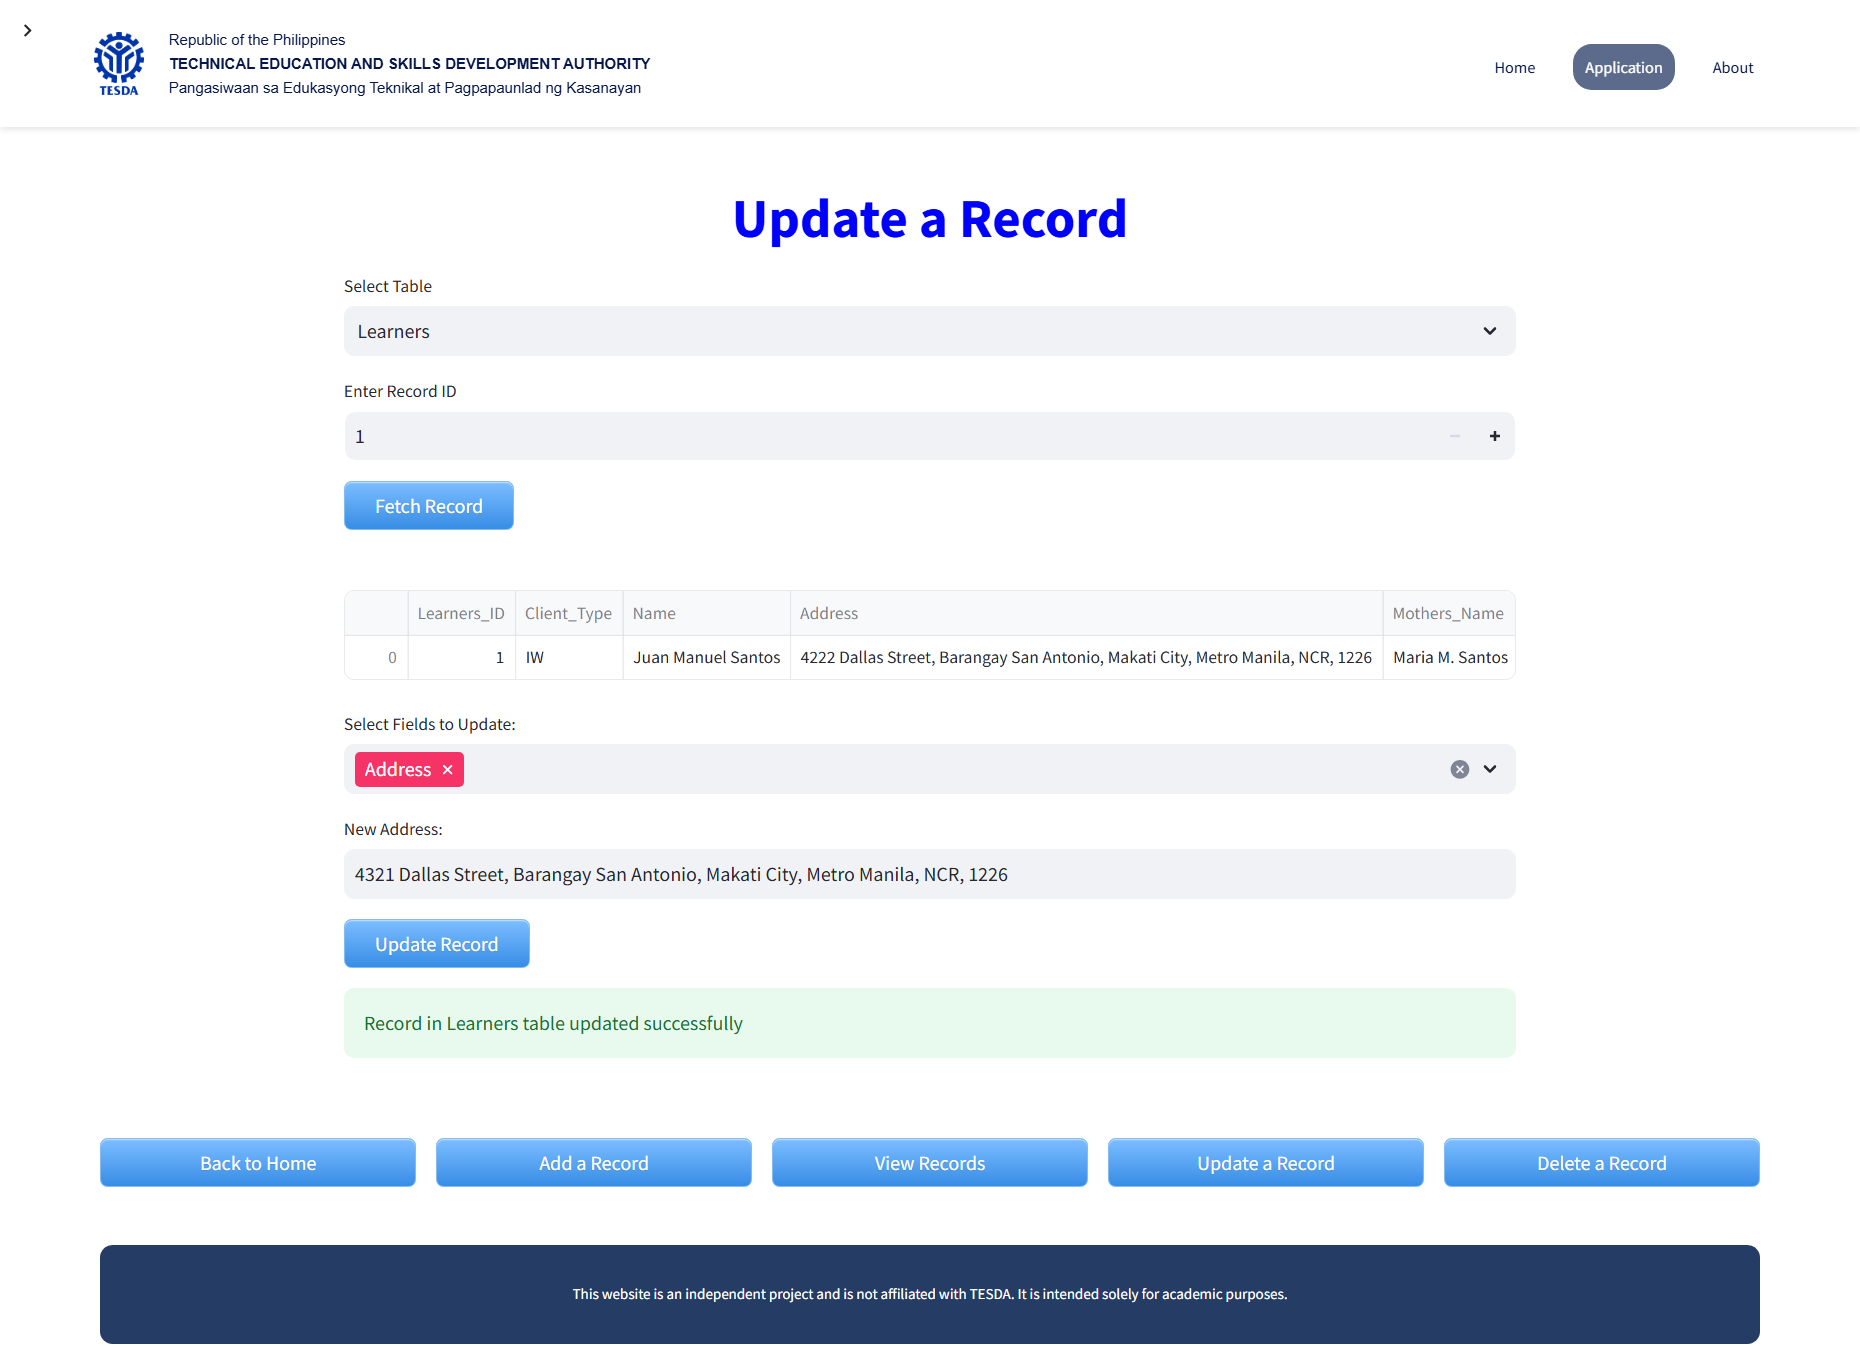 Republic of the Philippines
TECHNICAL EDUCATION AND SKILLS DEVELOPMENT AUTHORITY
Pangasiwaan sa Edukasyong Teknikal at Pagpapaunlad ng Kasanayan
TESDA
Home Application About
Update a Record
Select Table
Learners
Enter Record ID
1
Fetch Record
Learners_ID Client_Type Name Address Mothers_Name
0 1 IW Juan Manuel Santos 4222 Dallas Street, Barangay San Antonio, Makati City, Metro Manila, NCR, 1226 Maria M. Santos
Select Fields to Update:
Address
New Address:
4321 Dallas Street, Barangay San Antonio, Makati City, Metro Manila, NCR, 1226
Update Record
Record in Learners table updated successfully
Back to Home Add a Record View Records Update a Record Delete a Record
This website is an independent project and is not affiliated with TESDA. It is intended solely for academic purposes.